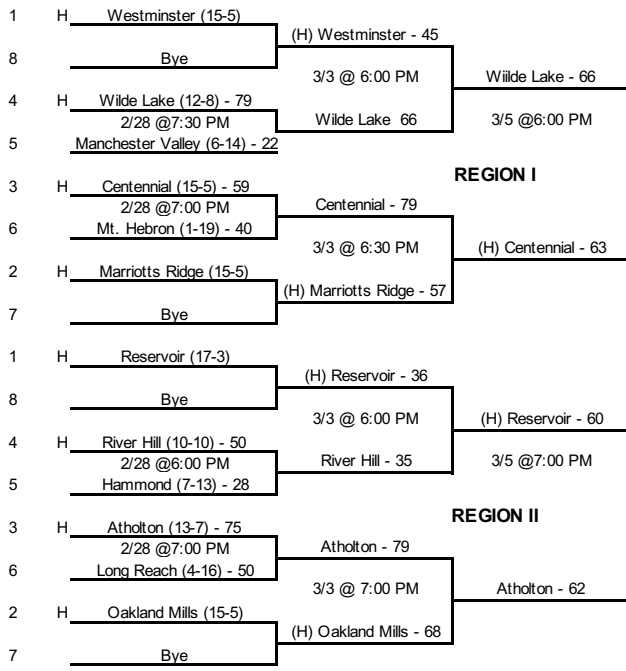 1 H Westminster (15-5)
(H) Westminster - 45
8 Bye
3/3 @ 6:00 PM
Wiilde Lake - 66
4 H Wilde Lake (12-8) - 79
2/28 @7:30 PM
Wilde Lake 66
3/5 @6:00 PM
5 Manchester Valley (6-14) - 22
REGION I
3 H Centennial (15-5) - 59
2/28 @7:00 PM
Centennial - 79
6 Mt. Hebron (1-19) - 40
3/3 @ 6:30 PM
(H) Centennial - 63
2 H Marriotts Ridge (15-5)
(H) Marriotts Ridge - 57
7 Bye
1 H Reservoir (17-3)
(H) Reservoir - 36
8 Bye
3/3 @ 6:00 PM
(H) Reservoir - 60
4 H River Hill (10-10) - 50
2/28 @6:00 PM
River Hill - 35
3/5 @7:00 PM
5 Hammond (7-13) - 28
REGION II
3 H Atholton (13-7) - 75
2/28 @7:00 PM
Atholton - 79
6 Long Reach (4-16) - 50
3/3 @ 7:00 PM
Atholton - 62
2 H Oakland Mills (15-5)
(H) Oakland Mills - 68
7 Bye